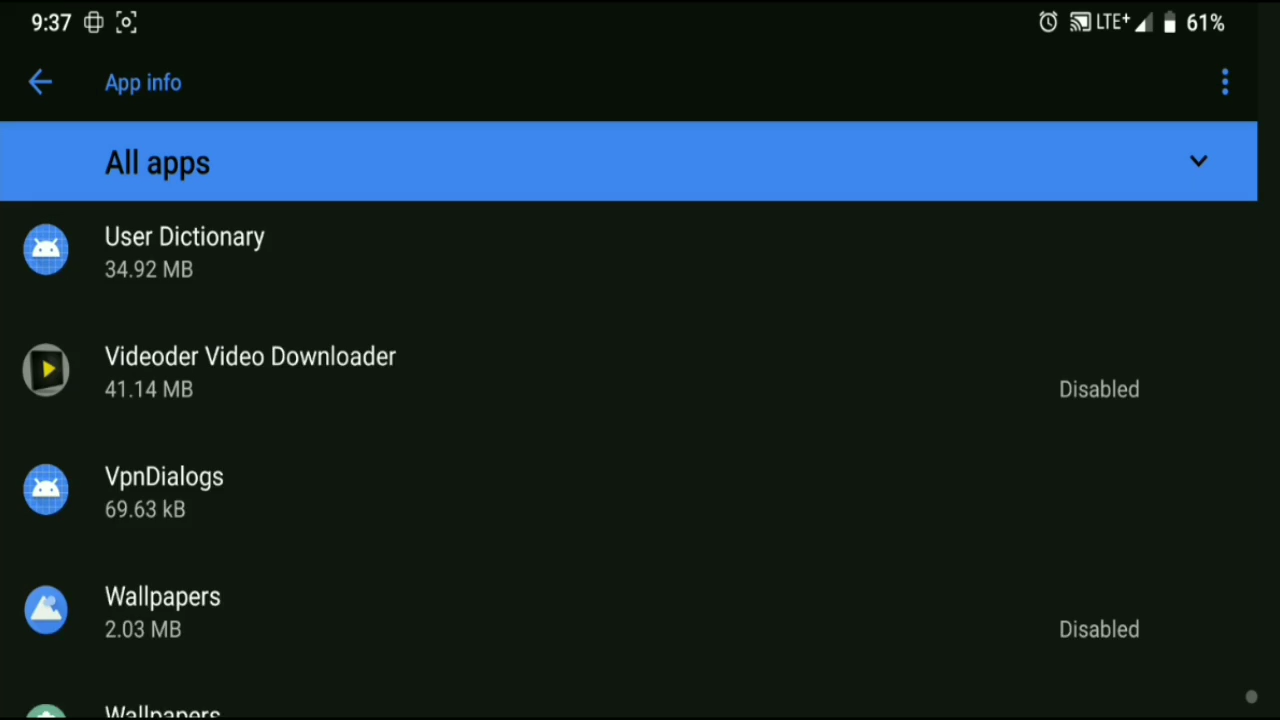 9:37 LTE+ 61%
App info
All apps
User Dictionary
34.92 MB
Videoder Video Downloader
41.14 MB
Disabled
VpnDialogs
69.63 kB
Wallpapers
2.03 MB
Disabled
Wallpapers